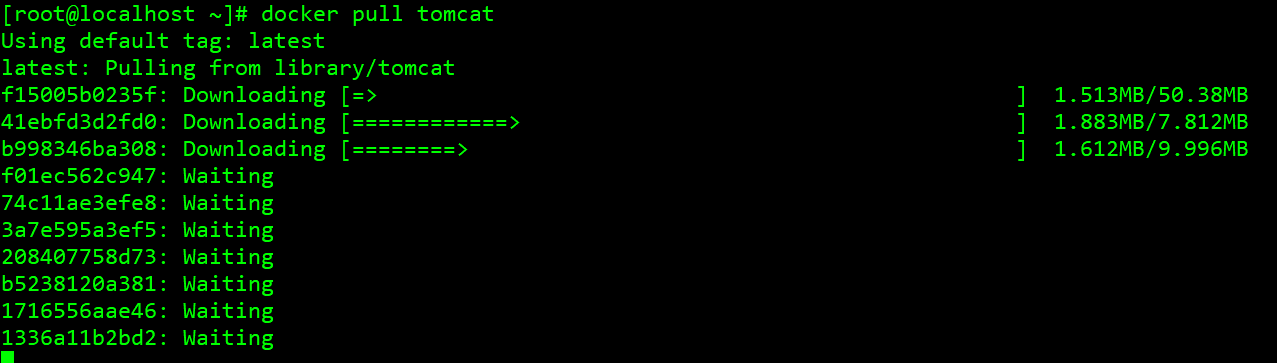 [root@localhost ~]# docker pull tomcat
Using default tag: latest
latest: Pulling from library/tomcat
f15005b0235f: Downloading [=>                                                  ]  1.513MB/50.38MB
41ebfd3d2fd0: Downloading [============>                                       ]  1.883MB/7.812MB
b998346ba308: Downloading [========>                                           ]  1.612MB/9.996MB
f01ec562c947: Waiting
74c11ae3efe8: Waiting
3a7e595a3ef5: Waiting
208407758d73: Waiting
b5238120a381: Waiting
1716556aae46: Waiting
1336a11b2bd2: Waiting